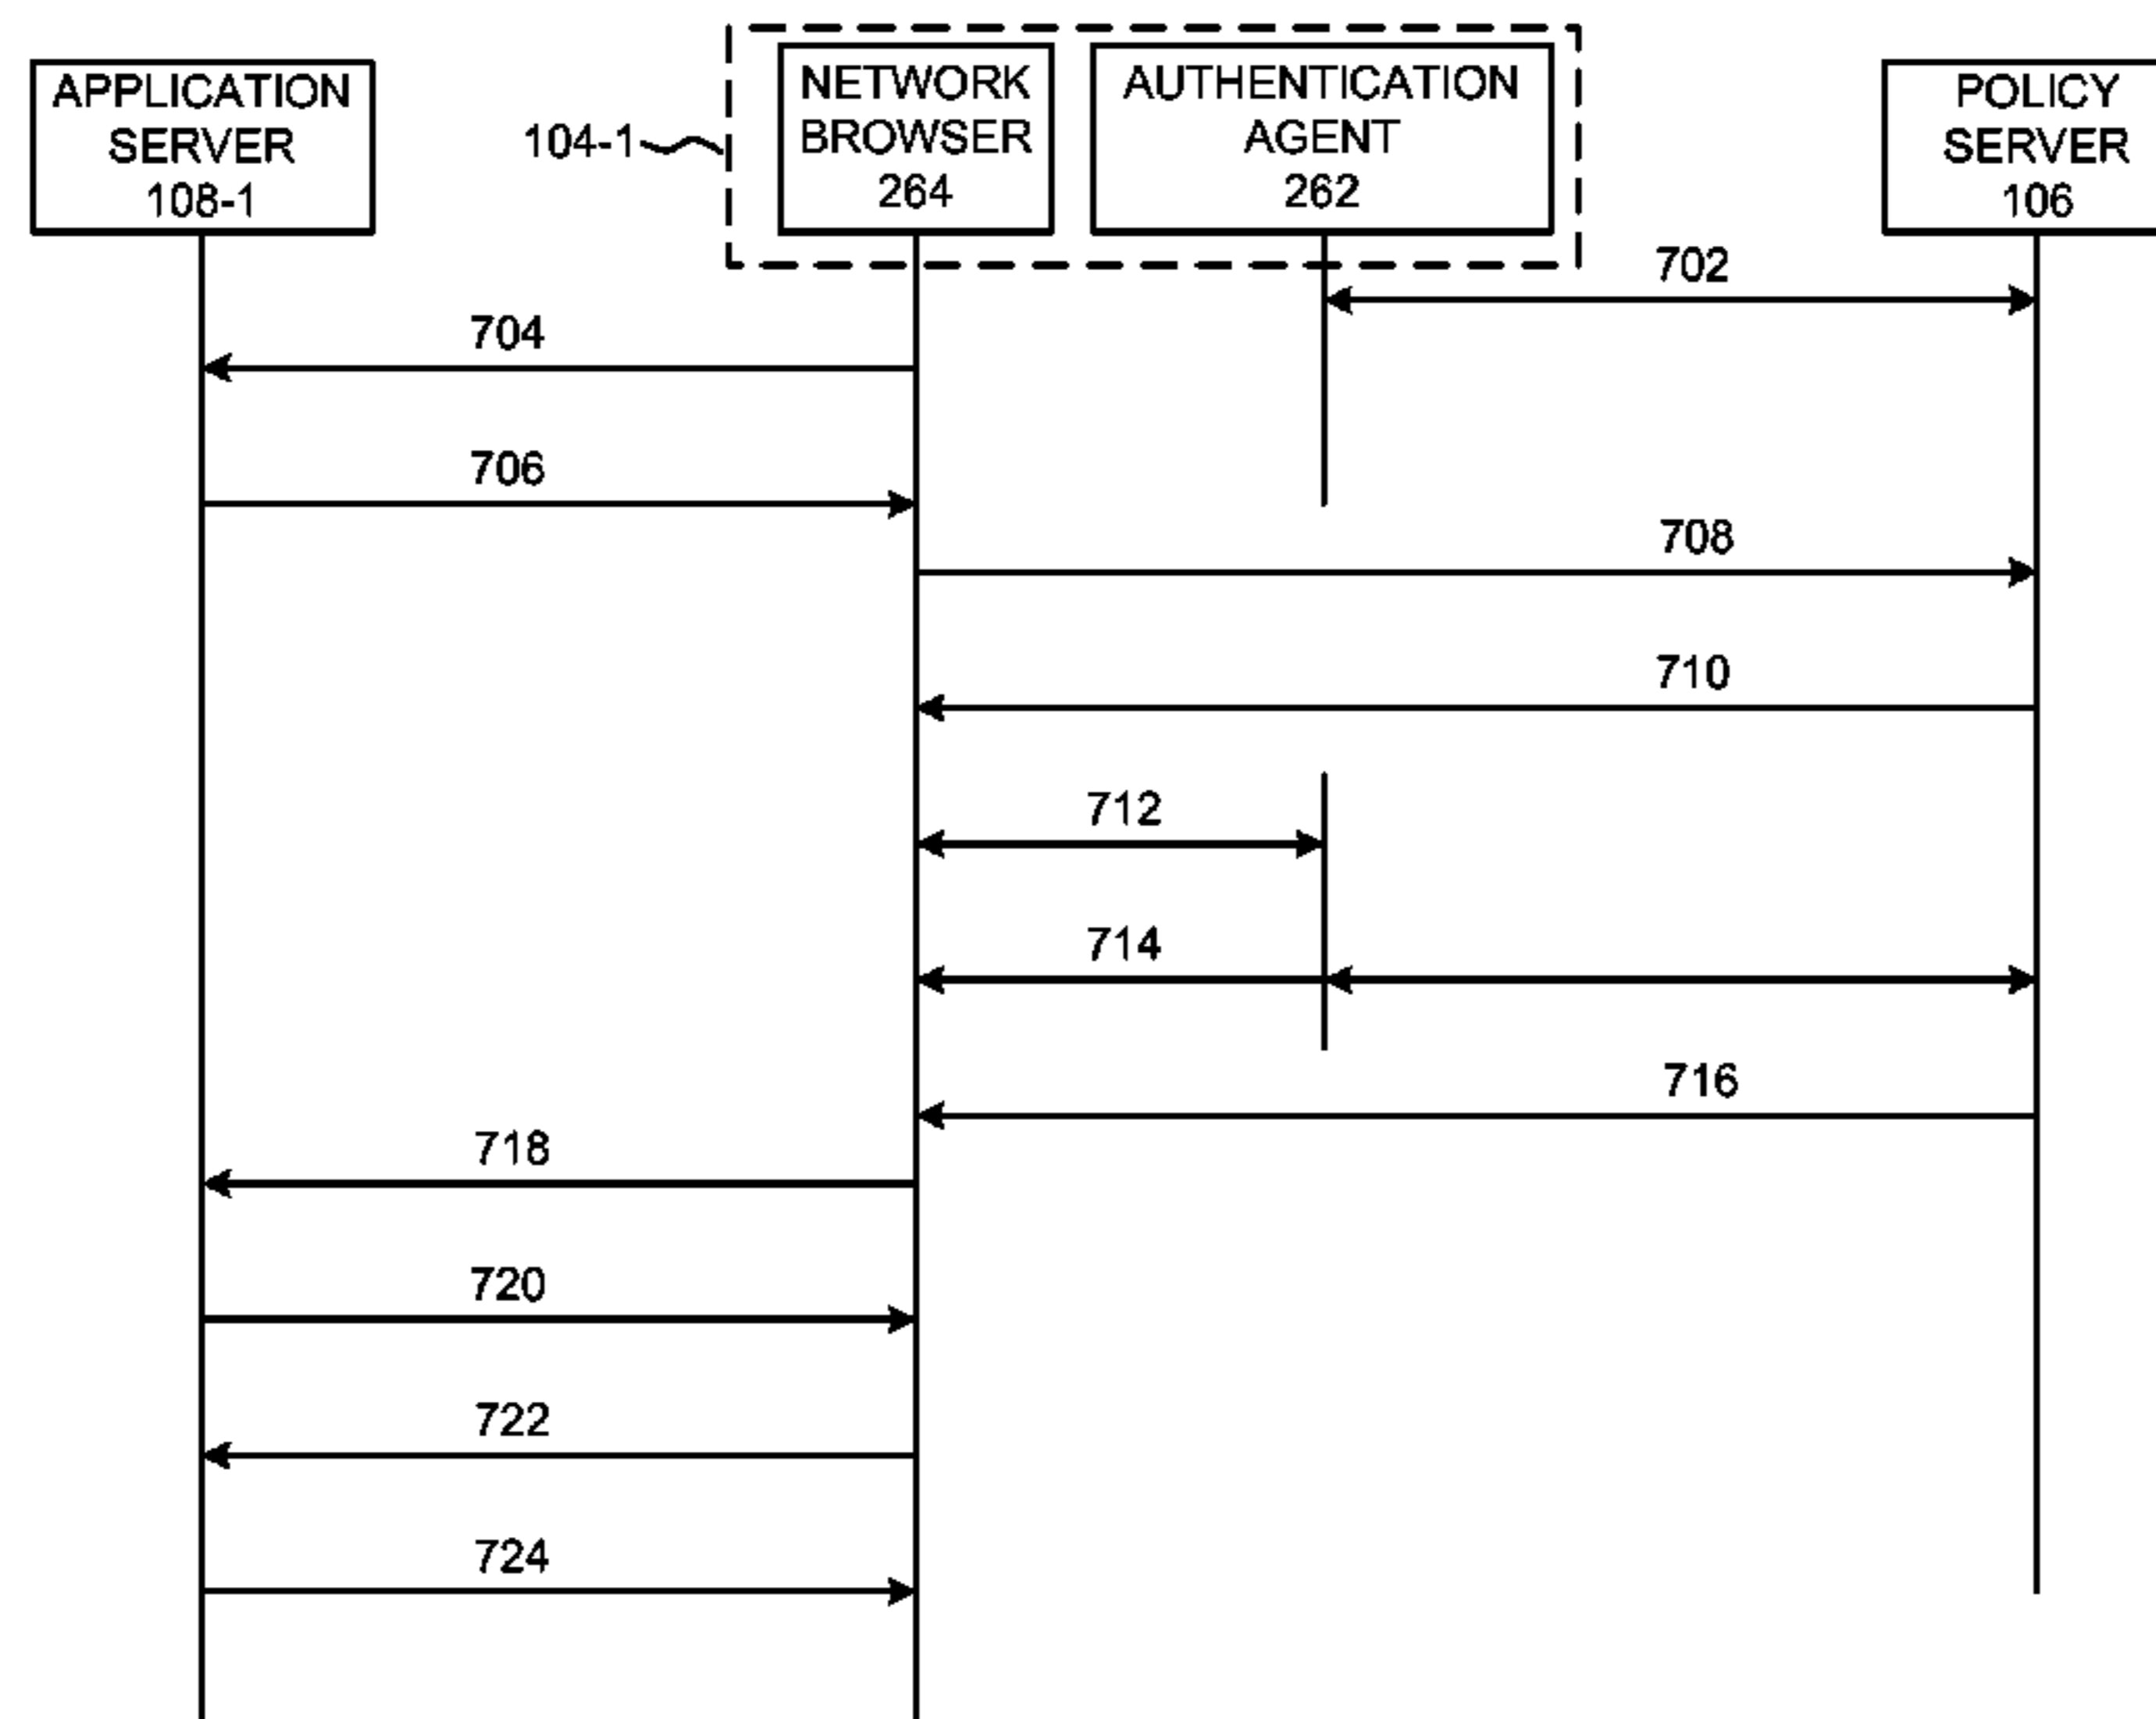 APPLICATION
SERVER
108-1
104-1
NETWORK
BROWSER
264
AUTHENTICATION
AGENT
262
POLICY
SERVER
106
702
704
706
708
710
712
714
716
718
720
722
724